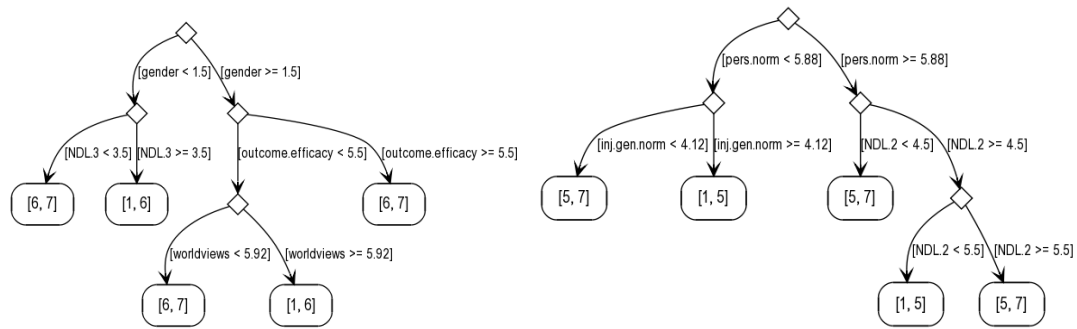 [gender < 1.5] [gender >= 1.5]
[NDL.3 < 3.5] [NDL.3 >= 3.5] [outcome.efficacy < 5.5] [outcome.efficacy >= 5.5]
[6, 7] [1, 6] [6, 7]
[worldviews < 5.92] [worldviews >= 5.92]
[6, 7] [1, 6]
[pers.norm < 5.88] [pers.norm >= 5.88]
[inj.gen.norm < 4.12] [inj.gen.norm >= 4.12] [NDL.2 < 4.5] [NDL.2 >= 4.5]
[5, 7] [1, 5] [5, 7]
[NDL.2 < 5.5] [NDL.2 >= 5.5]
[1, 5] [5, 7]